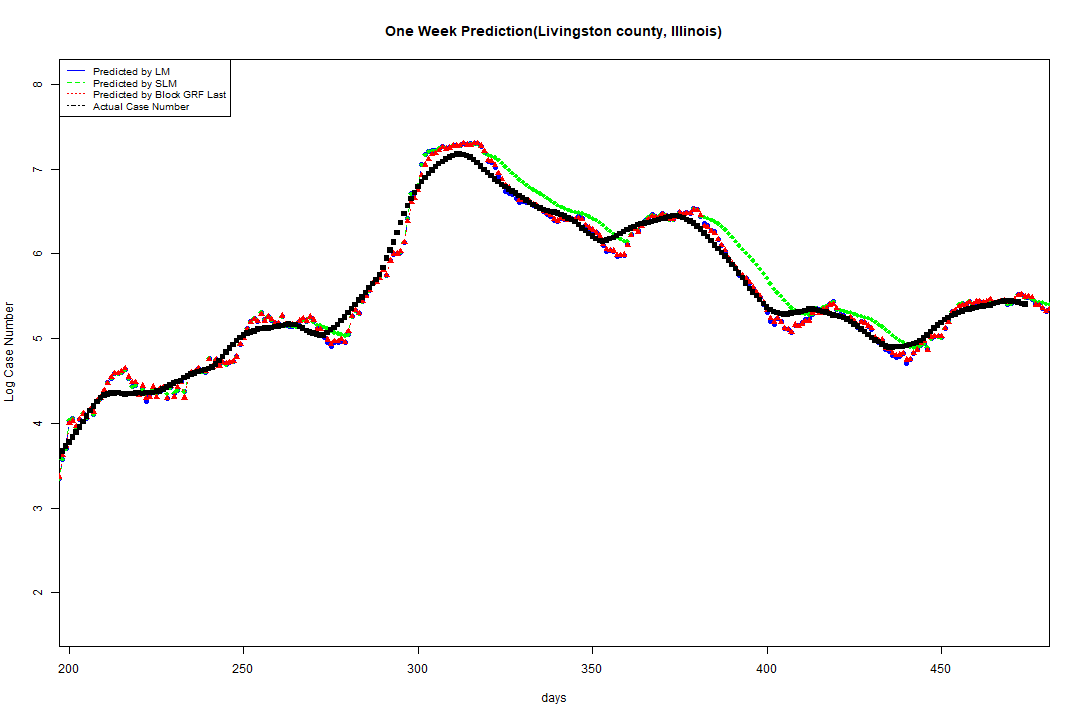 One Week Prediction(Livingston county, Illinois)
Predicted by LM
Predicted by SLM
Predicted by Block GRF Last
Actual Case Number
8
7
6
5
4
3
2
Log Case Number
200 250 300 350 400 450
days